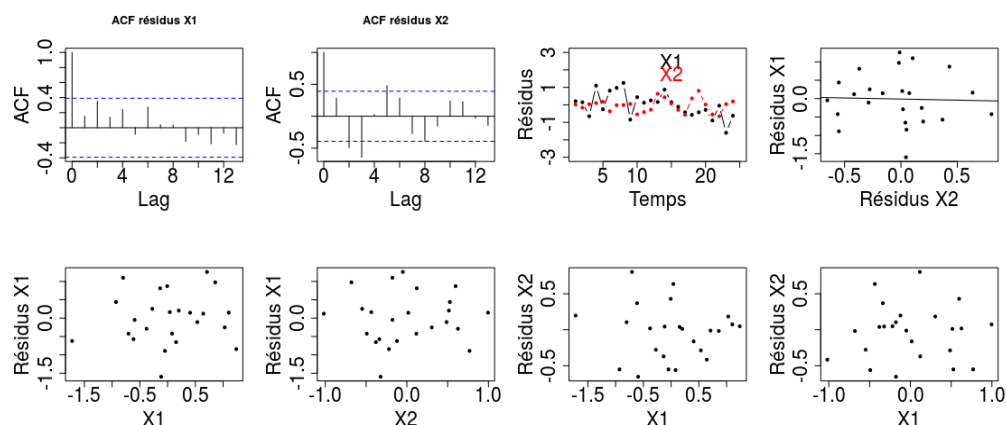 ACF résidus X1
ACF
1.0
0.4
-0.4
0 4 8 12
Lag
ACF résidus X2
ACF
0.5
-0.5
0 4 8 12
Lag
Résidus
3
1
-1
-3
X1
X2
5 10 20
Temps
Résidus X1
0.0
-1.5
-0.5 0.0 0.5
Résidus X2
Résidus X1
0.0
-1.5
-1.5 -0.5 0.5
X1
Résidus X1
0.0
-1.5
-1.0 0.0 1.0
X2
Résidus X2
0.5
-0.5
-1.5 -0.5 0.5
X1
Résidus X2
0.5
-0.5
-1.0 0.0 1.0
X1